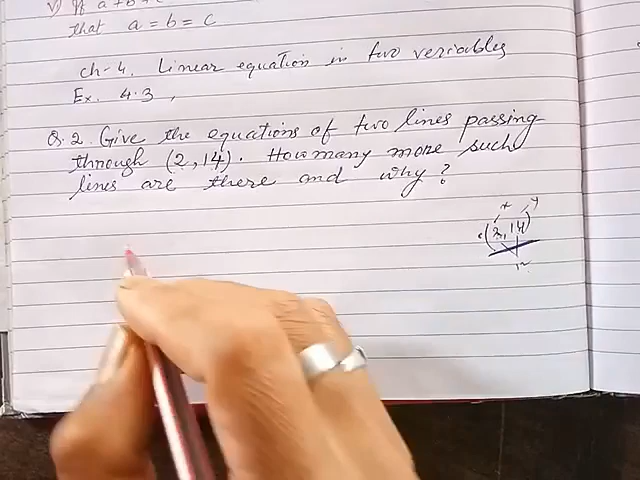 that a = b = c
ch-4. Linear equation in two veriables
Ex. 4.3,
Q.2. Give the equations of two lines passing
through (2,14). How many more such
lines are there and why?
x y
(2,14)